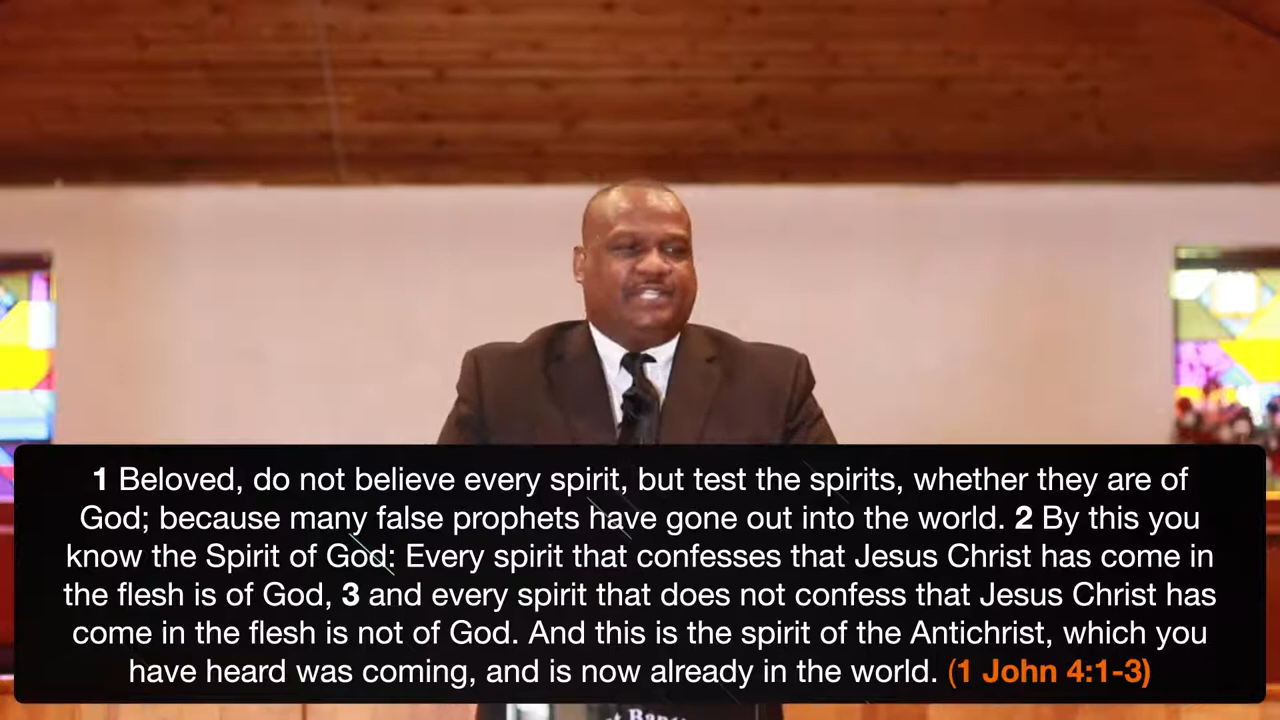 1 Beloved, do not believe every spirit, but test the spirits, whether they are of
God; because many false prophets have gone out into the world. 2 By this you
know the Spirit of God: Every spirit that confesses that Jesus Christ has come in
the flesh is of God, 3 and every spirit that does not confess that Jesus Christ has
come in the flesh is not of God. And this is the spirit of the Antichrist, which you
have heard was coming, and is now already in the world. (1 John 4:1-3)